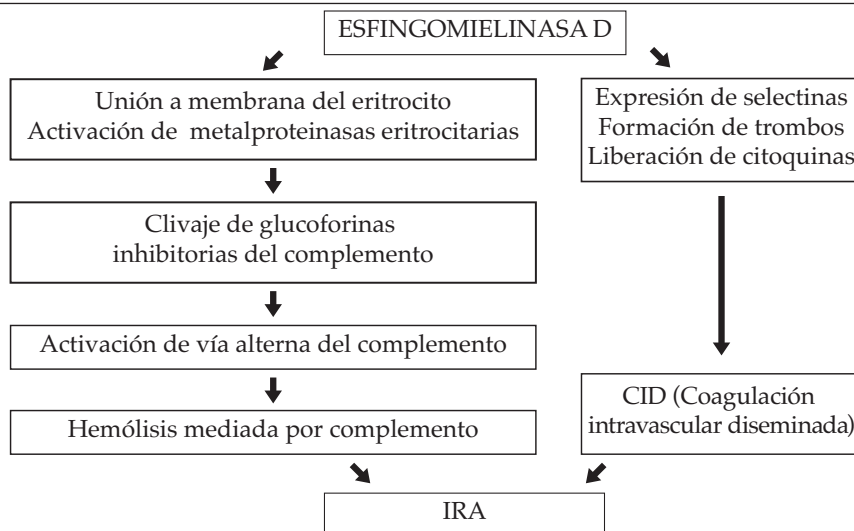 ESFINGOMIELINASA D
Unión a membrana del eritrocito
Activación de metalproteinasas eritrocitarias
Clivaje de glucoforinas
inhibitorias del complemento
Activación de vía alterna del complemento
Hemólisis mediada por complemento
Expresión de selectinas
Formación de trombos
Liberación de citoquinas
CID (Coagulación
intravascular diseminada)
IRA